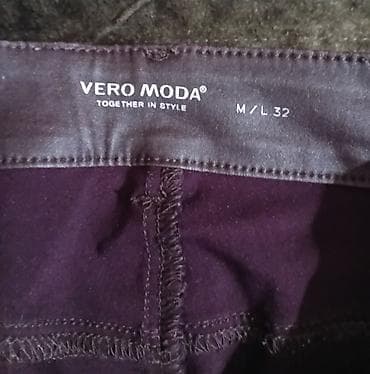 VERO MODA®
TOGETHER IN STYLE
M/L 32